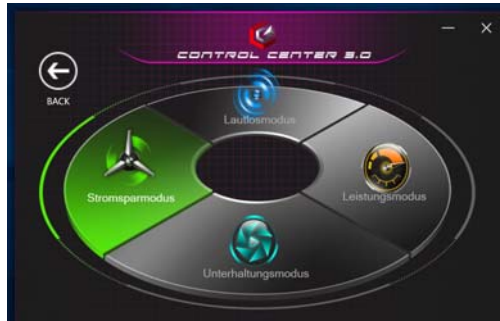 CONTROL CENTER 3.0
BACK
Lautlosmodus
Stromsparmodus
Leistungsmodus
Unterhaltungsmodus